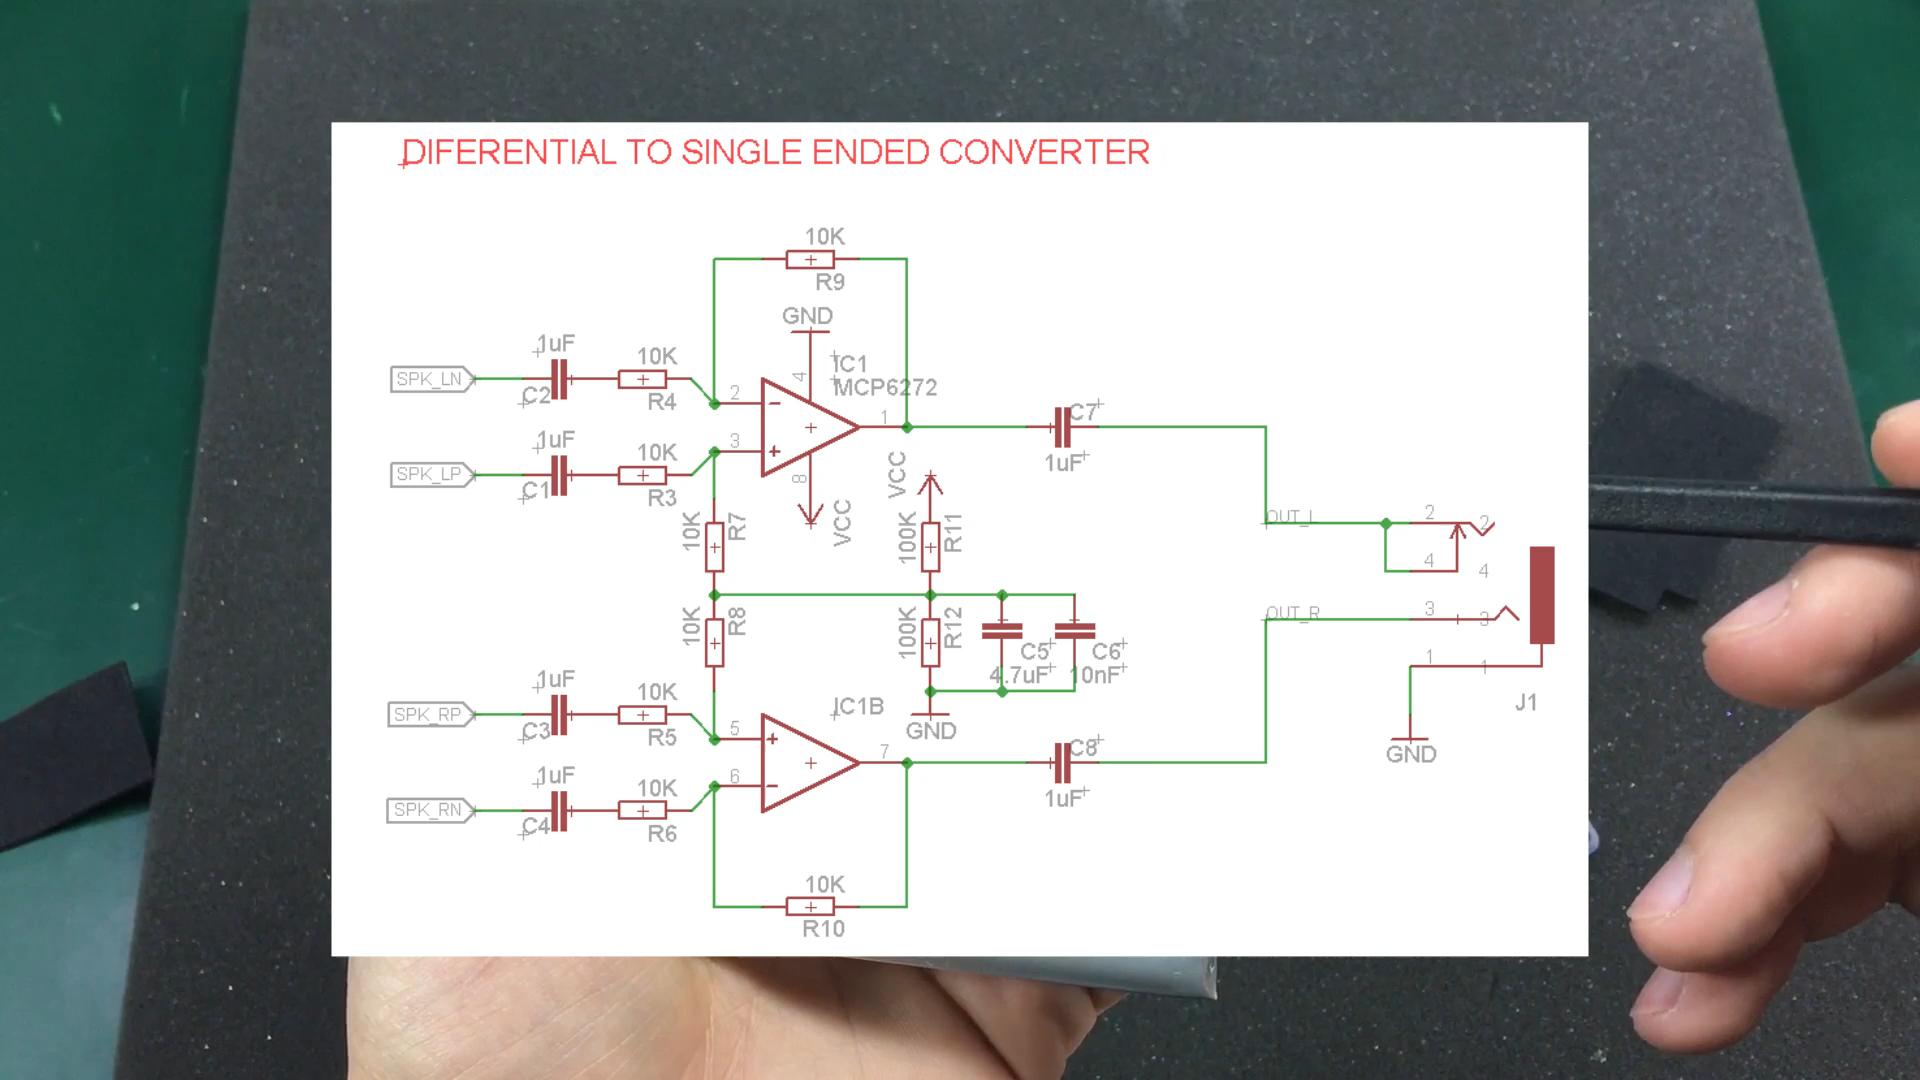 DIFERENTIAL TO SINGLE ENDED CONVERTER
10K
R9
GND
1uF
10K
SPK_LN
C2
R4
2
4
IC1
MCP6272
1uF
10K
SPK_LP
C1
R3
3
1
8
VCC
C7
1uF
10K
R7
VCC
100K
R11
OUT_L
2
2
4
4
10K
R8
100K
R12
C5
4.7uF
C6
10nF
OUT_R
3
3
1
1
J1
GND
1uF
10K
SPK_RP
C3
R5
5
IC1B
GND
7
C8
1uF
1uF
10K
SPK_RN
C4
R6
6
10K
R10